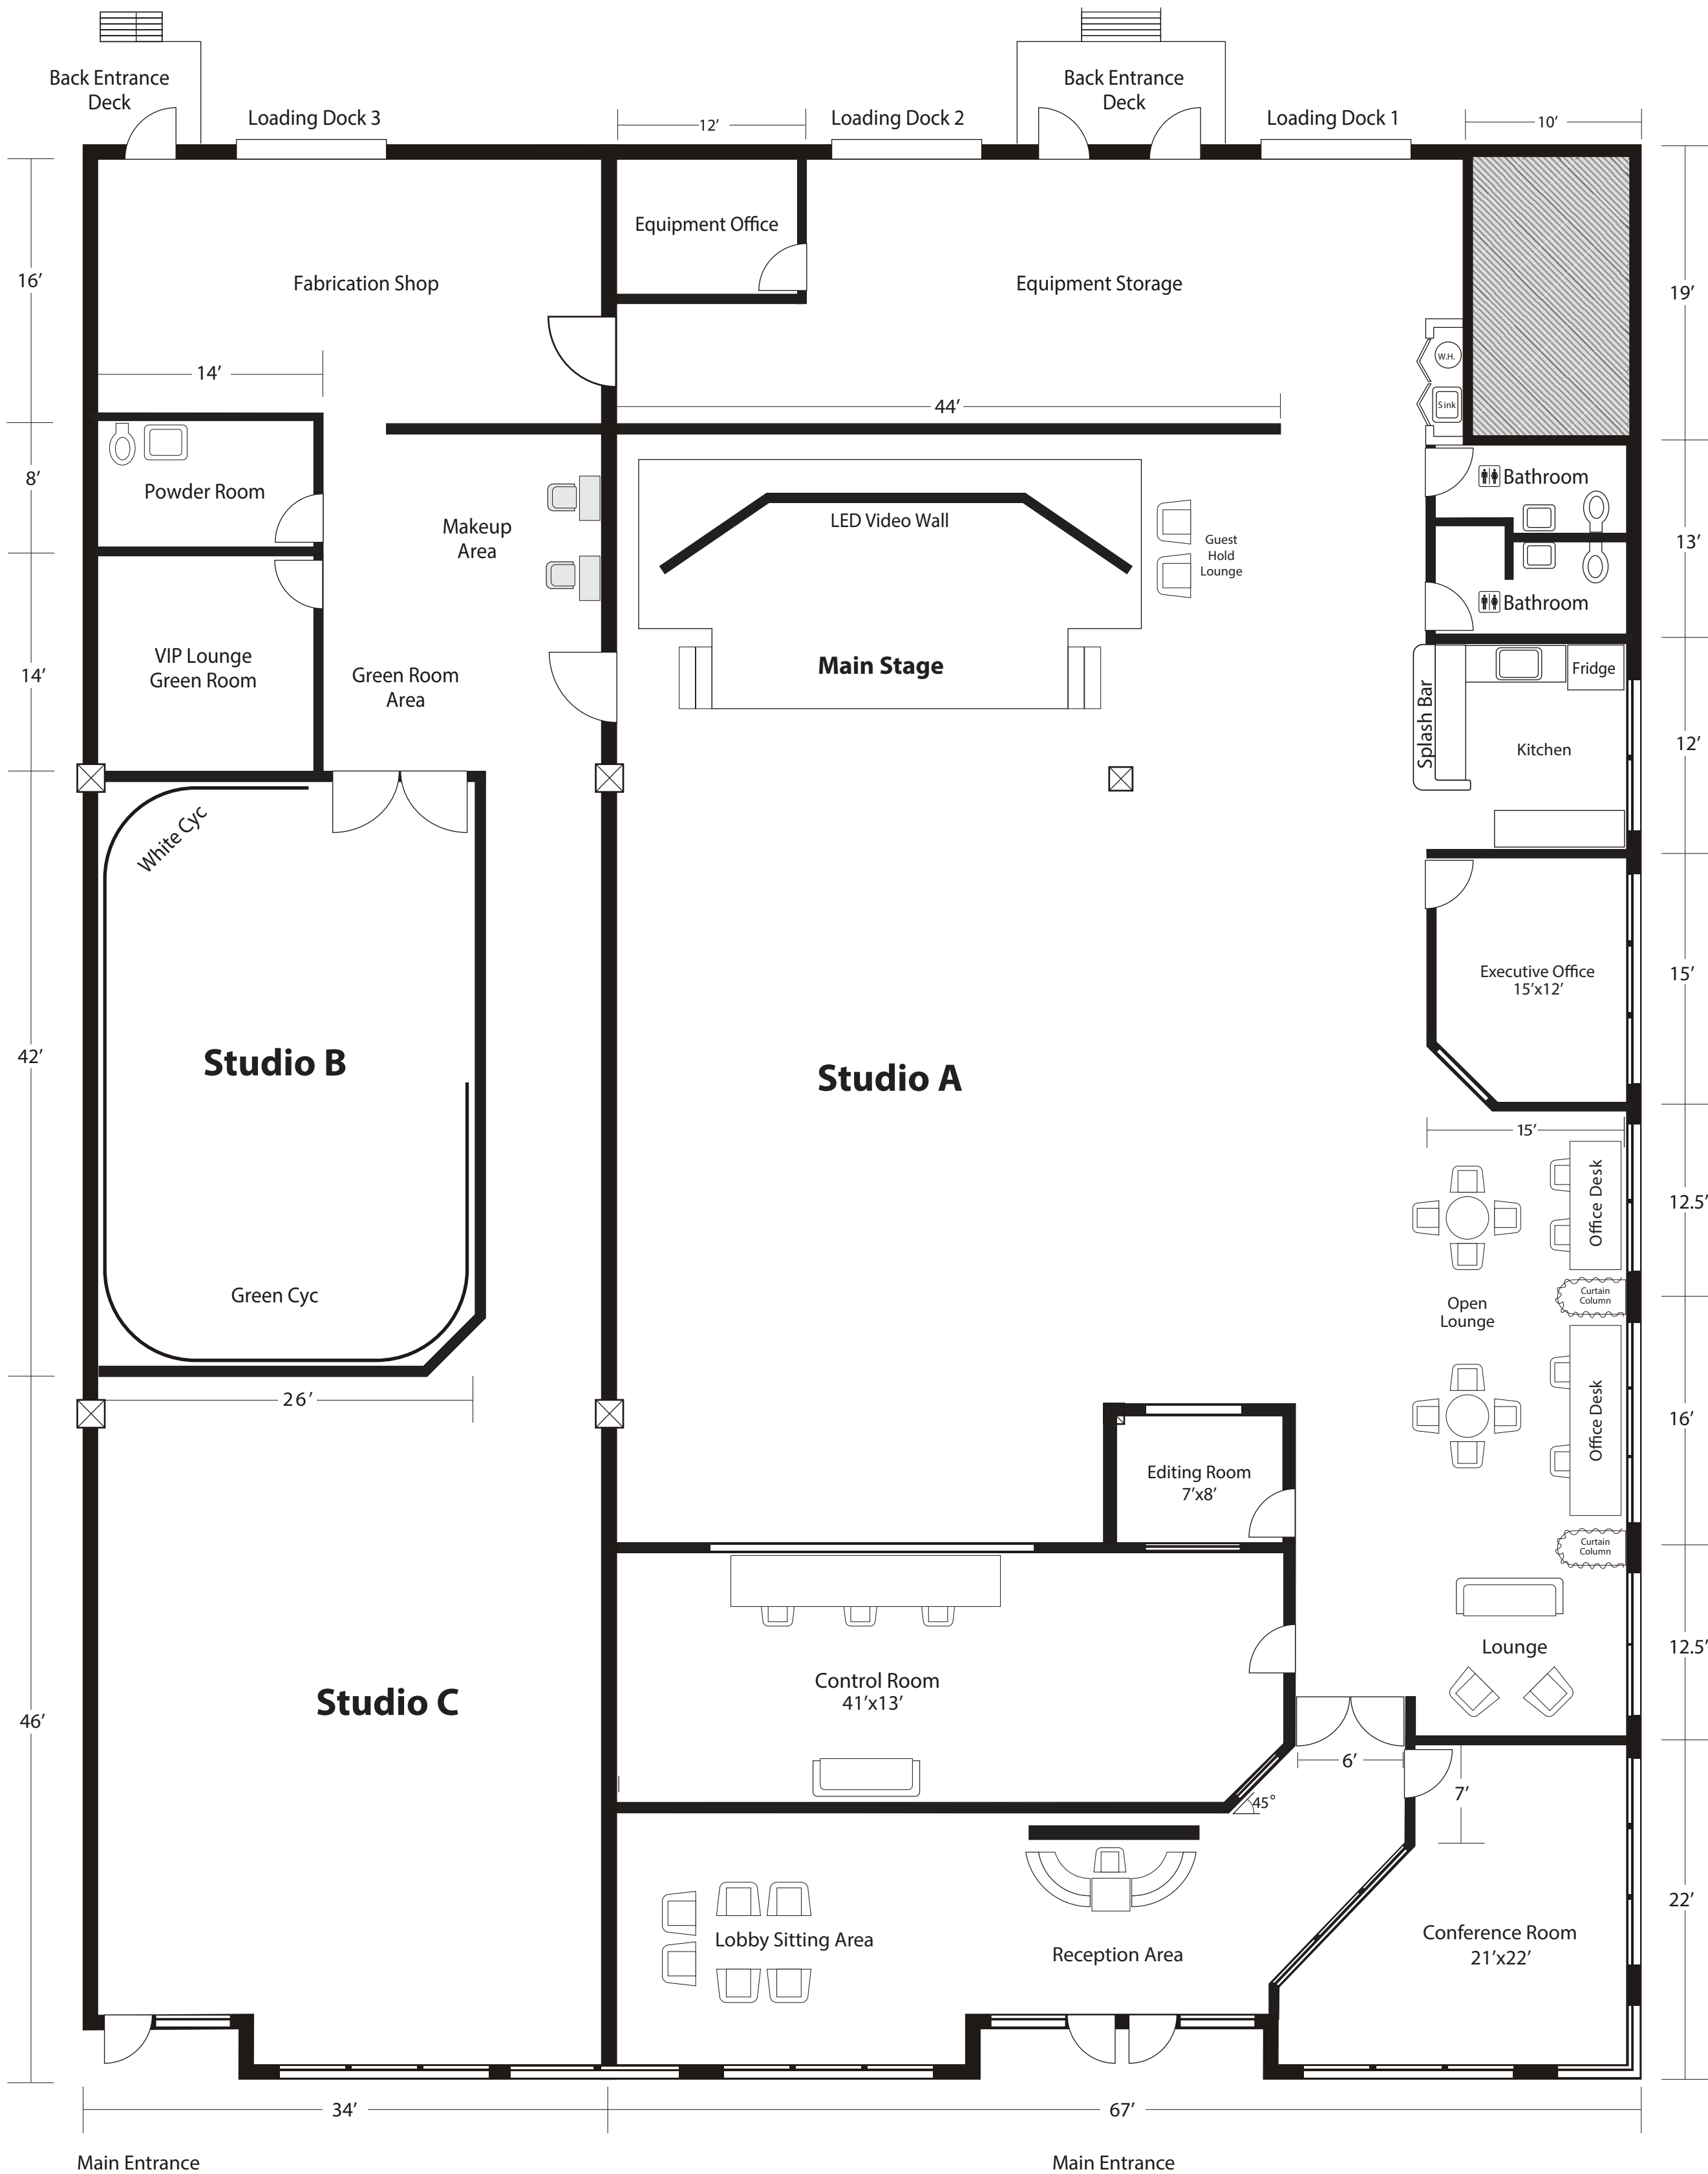 Back Entrance
Deck
Back Entrance
Deck
Loading Dock 3
12’
Loading Dock 2
Loading Dock 1
10’
Equipment Office
Fabrication Shop
Equipment Storage
16’
19’
W.H.
14’
44’
Sink
8’
Powder Room
Makeup
Area
LED Video Wall
Guest
Hold
Lounge
Bathroom
13’
Bathroom
14’
VIP Lounge
Green Room
Green Room
Area
Main Stage
Splash Bar
Fridge
Kitchen
12’
White Cyc
Executive Office
15’x12’
15’
42’
Studio B
Studio A
15’
Office Desk
12.5’
Green Cyc
Curtain
Column
Open
Lounge
26’
Office Desk
16’
Editing Room
7’x8’
Curtain
Column
Lounge
12.5’
Control Room
41’x13’
Studio C
46’
6’
7’
45°
Lobby Sitting Area
Reception Area
Conference Room
21’x22’
22’
34’
67’
Main Entrance
Main Entrance